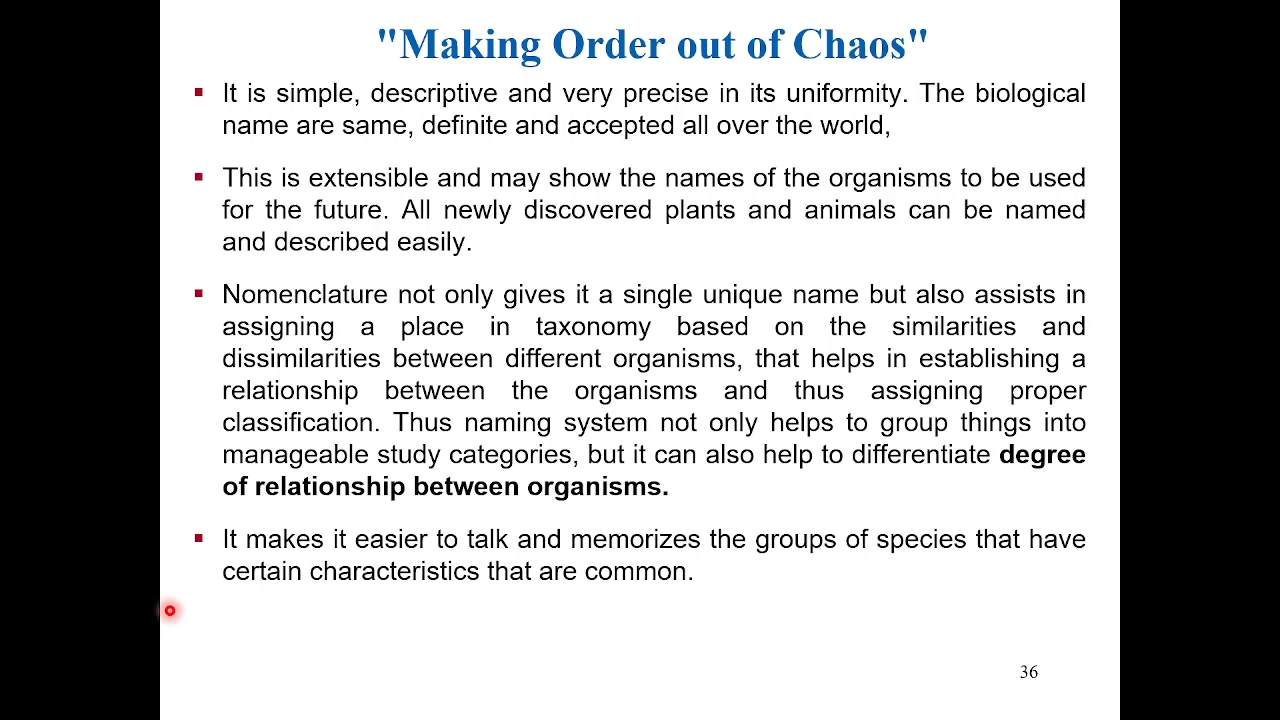 "Making Order out of Chaos"
▪ It is simple, descriptive and very precise in its uniformity. The biological
name are same, definite and accepted all over the world,
▪ This is extensible and may show the names of the organisms to be used
for the future. All newly discovered plants and animals can be named
and described easily.
▪ Nomenclature not only gives it a single unique name but also assists in
assigning a place in taxonomy based on the similarities and
dissimilarities between different organisms, that helps in establishing a
relationship between the organisms and thus assigning proper
classification. Thus naming system not only helps to group things into
manageable study categories, but it can also help to differentiate degree
of relationship between organisms.
▪ It makes it easier to talk and memorizes the groups of species that have
certain characteristics that are common.
36